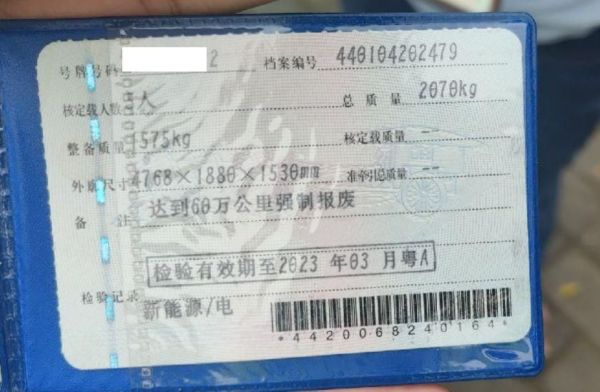 号牌号码 2 档案编号 440104202479
核定载人数 人 总质量 2070kg
整备质量 1575kg 核定载质量 --
外廓尺寸 4768×1880×1530mm 准牵引总质量 --
备注 达到60万公里强制报废
检验有效期至2023 年03 月粤A
检验记录 新能源/电
*4420068240164*